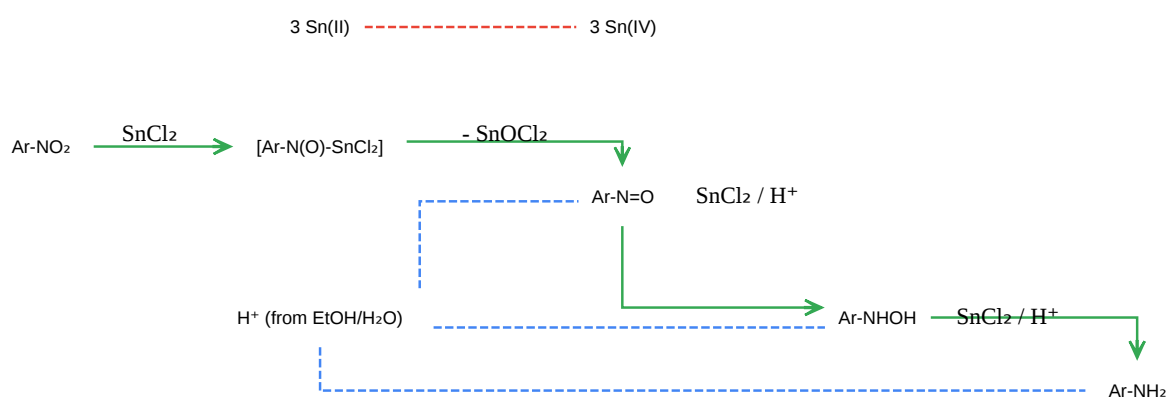 3 Sn(II) 3 Sn(IV)
SnCl₂ - SnOCl₂
Ar-NO₂ [Ar-N(O)-SnCl₂]
Ar-N=O SnCl₂ / H⁺
H⁺ (from EtOH/H₂O) Ar-NHOH SnCl₂ / H⁺
Ar-NH₂